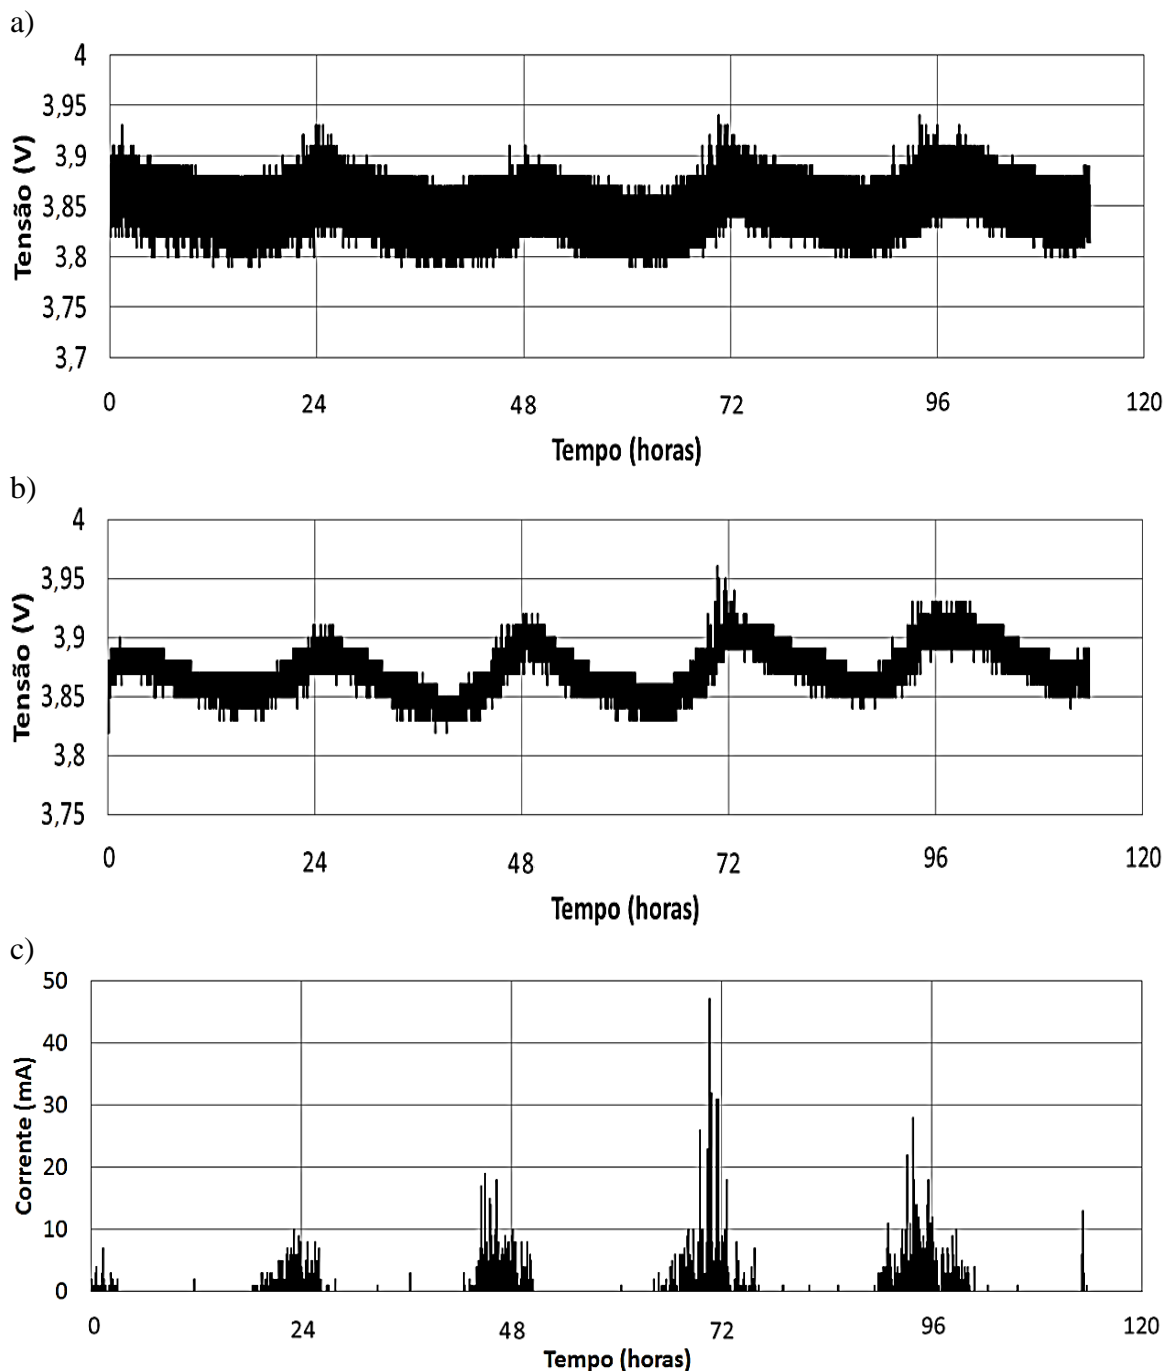 a)
4
3,95
3,9
3,85
3,8
3,75
3,7
Tensão (V)
0 24 48 72 96 120
Tempo (horas)
b)
4
3,95
3,9
3,85
3,8
3,75
Tensão (V)
0 24 48 72 96 120
Tempo (horas)
c)
50
40
30
20
10
0
Corrente (mA)
0 24 48 72 96 120
Tempo (horas)